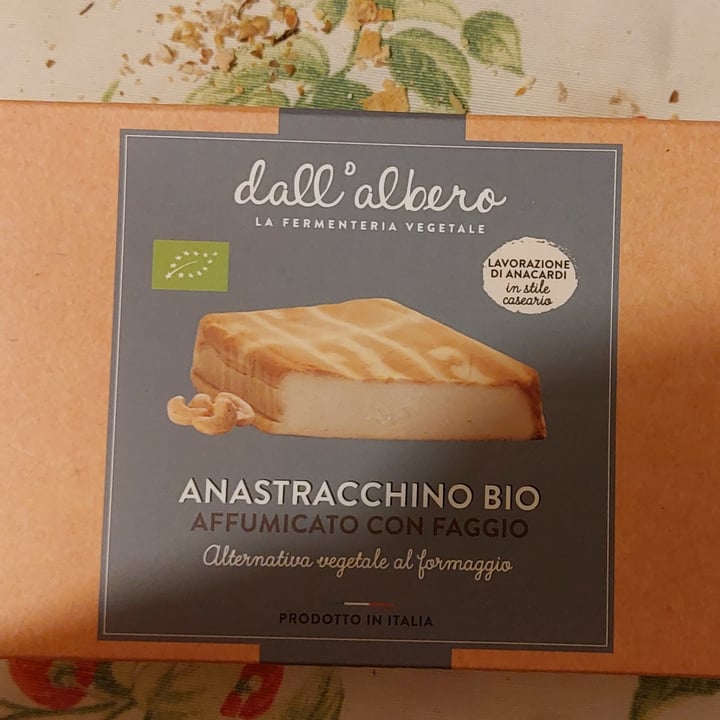 dall'albero
LA FERMENTERIA VEGETALE
LAVORAZIONE
DI ANACARDI
in stile
caseario
ANASTRACCHINO BIO
AFFUMICATO CON FAGGIO
Alternativa vegetale al formaggio
PRODOTTO IN ITALIA